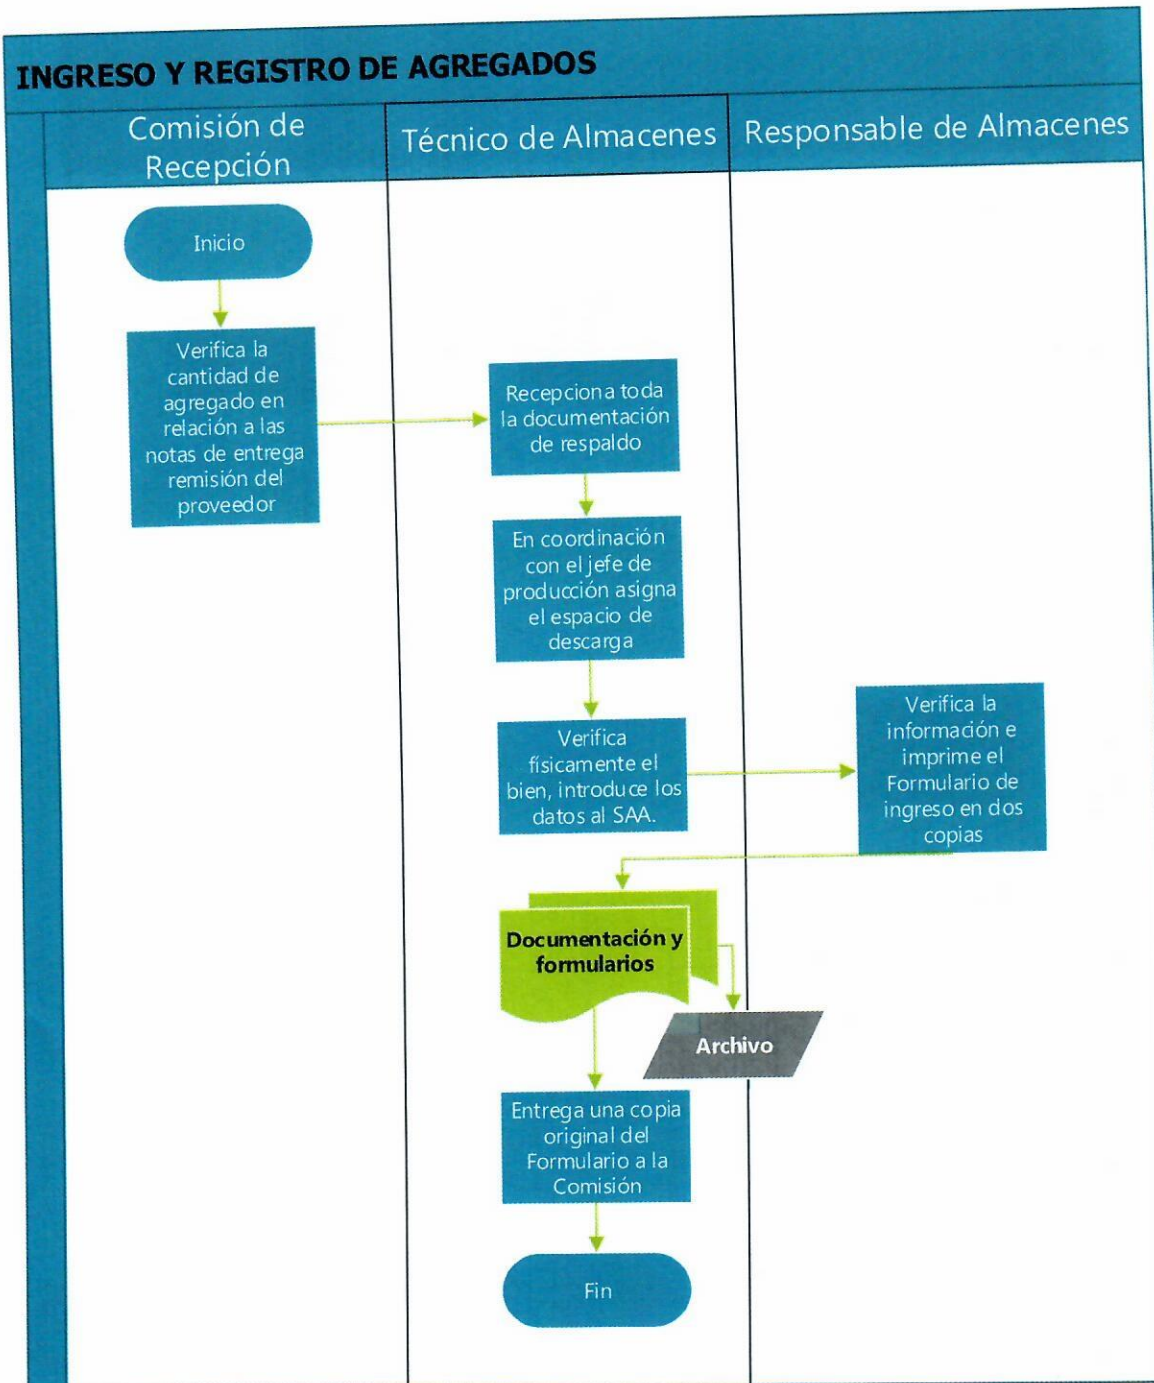 INGRESO Y REGISTRO DE AGREGADOS
Comisión de
Recepción
Técnico de Almacenes
Responsable de Almacenes
Inicio
Verifica la
cantidad de
agregado en
relación a las
notas de entrega
remisión del
proveedor
Recepciona toda
la documentación
de respaldo
En coordinación
con el jefe de
producción asigna
el espacio de
descarga
Verifica
físicamente el
bien, introduce los
datos al SAA.
Verifica la
información e
imprime el
Formulario de
ingreso en dos
copias
Documentación y
formularios
Archivo
Entrega una copia
original del
Formulario a la
Comisión
Fin